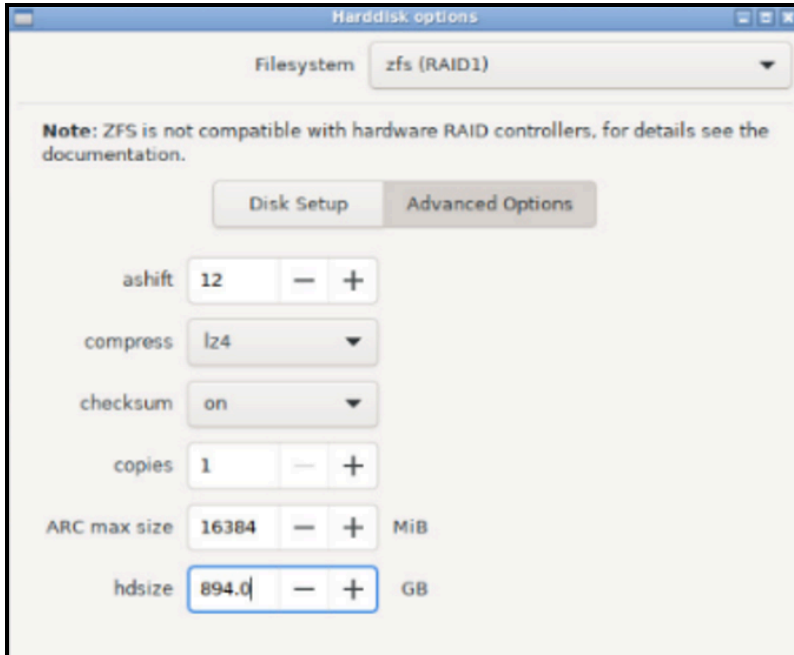 Harddisk options
Filesystem zfs (RAID1)
Note: ZFS is not compatible with hardware RAID controllers, for details see the
documentation.
Disk Setup Advanced Options
ashift 12 — +
compress lz4
checksum on
copies 1 — +
ARC max size 16384 — + MiB
hdsize 894.0 — + GB